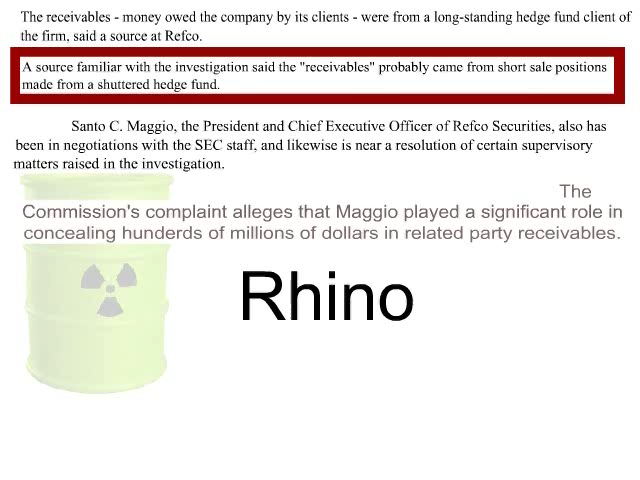 The receivables - money owed the company by its clients - were from a long-standing hedge fund client of
the firm, said a source at Refco.
A source familiar with the investigation said the "receivables" probably came from short sale positions
made from a shuttered hedge fund.
Santo C. Maggio, the President and Chief Executive Officer of Refco Securities, also has
been in negotiations with the SEC staff, and likewise is near a resolution of certain supervisory
matters raised in the investigation.
The
Commission's complaint alleges that Maggio played a significant role in
concealing hunderds of millions of dollars in related party receivables.
Rhino